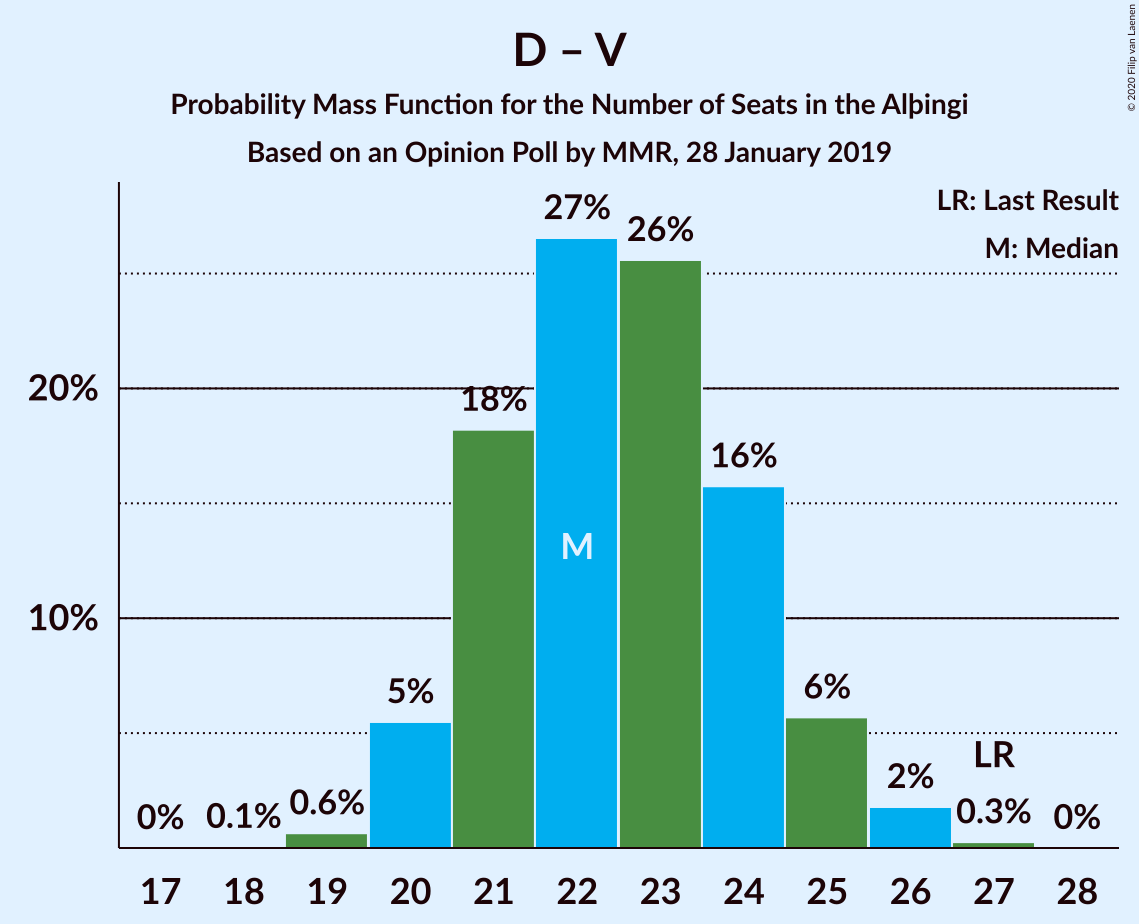 D – V
Probability Mass Function for the Number of Seats in the Alþingi
Based on an Opinion Poll by MMR, 28 January 2019
© 2020 Filip van Laenen
LR: Last Result
M: Median
20%
10%
0%
0.1%
0.6%
5%
18%
27%
26%
16%
6%
2%
0.3%
0%
M
LR
17 18 19 20 21 22 23 24 25 26 27 28